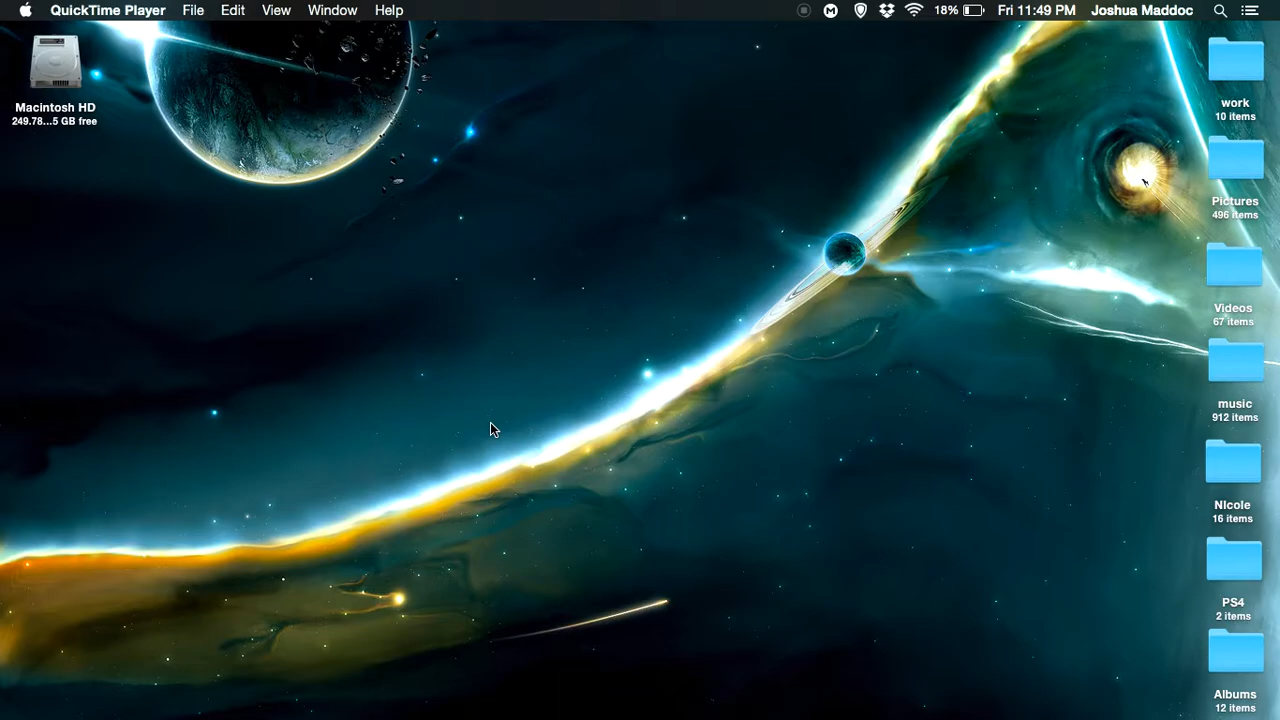 QuickTime Player File Edit View Window Help 18% Fri 11:49 PM Joshua Maddoc
Macintosh HD
249.78...5 GB free
work
10 items
Pictures
496 items
Videos
67 items
music
912 items
NIcole
16 items
PS4
2 items
Albums
12 items